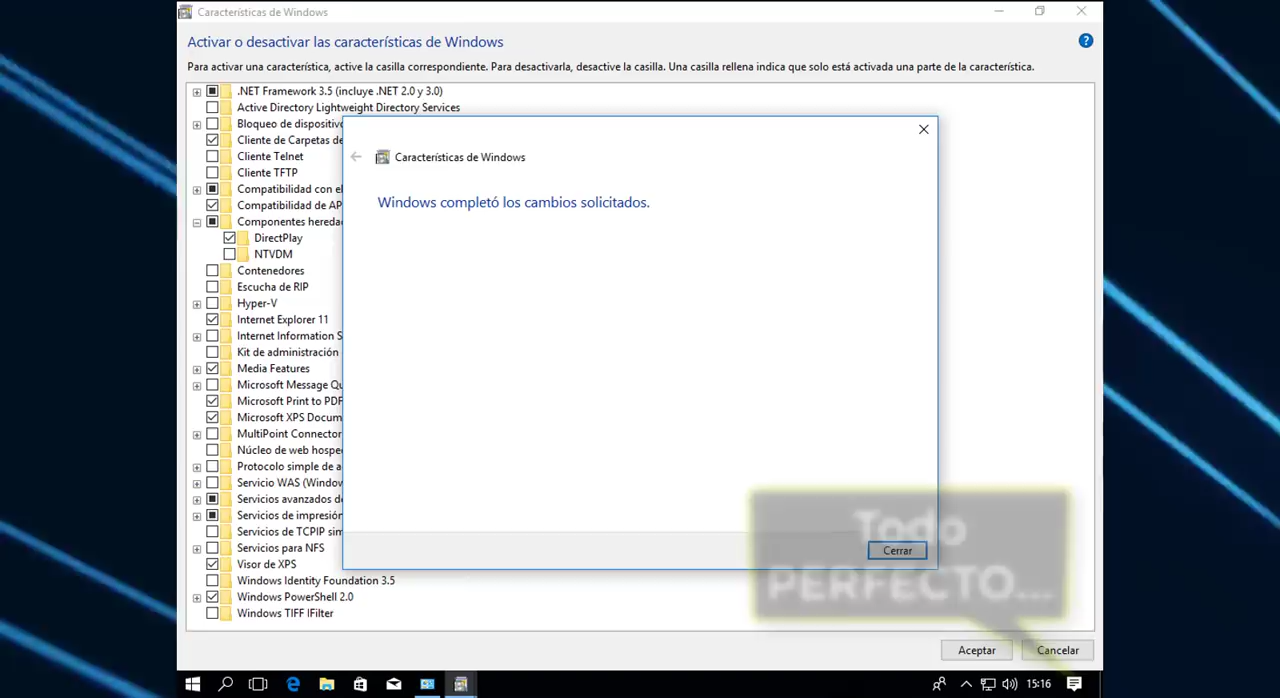 Características de Windows
Activar o desactivar las características de Windows
Para activar una característica, active la casilla correspondiente. Para desactivarla, desactive la casilla. Una casilla rellena indica que solo está activada una parte de la característica.
.NET Framework 3.5 (incluye .NET 2.0 y 3.0)
Active Directory Lightweight Directory Services
Bloqueo de dispositivo
Cliente de Carpetas de
Cliente Telnet
Cliente TFTP
Compatibilidad con el
Compatibilidad de AP
Componentes hereda
DirectPlay
NTVDM
Contenedores
Escucha de RIP
Hyper-V
Internet Explorer 11
Internet Information S
Kit de administración
Media Features
Microsoft Message Qu
Microsoft Print to PDF
Microsoft XPS Docum
MultiPoint Connector
Núcleo de web hospe
Protocolo simple de a
Servicio WAS (Window
Servicios avanzados de
Servicios de impresión
Servicios de TCPIP sim
Servicios para NFS
Visor de XPS
Windows Identity Foundation 3.5
Windows PowerShell 2.0
Windows TIFF IFilter
Características de Windows
Windows completó los cambios solicitados.
Cerrar
Todo
PERFECTO...
Aceptar
Cancelar
15:16